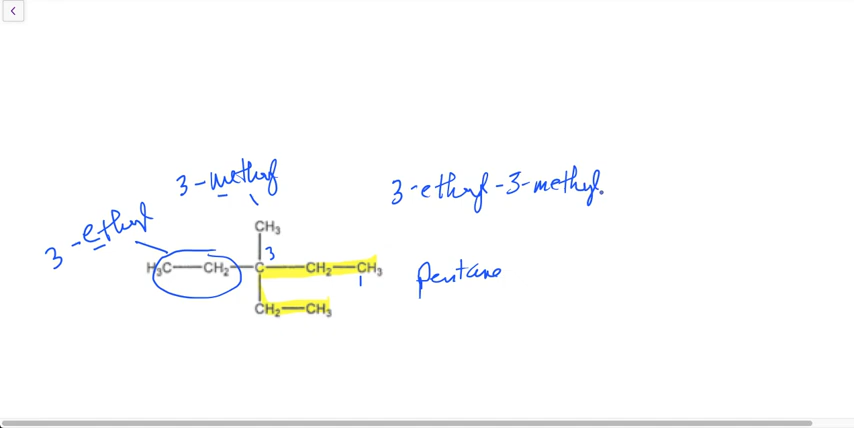 3-methyl
3-ethyl-3-methyl.
3-ethyl
CH₃
3
H₃C—CH₂—C—CH₂—CH₃
1
pentane
CH₂—CH₃